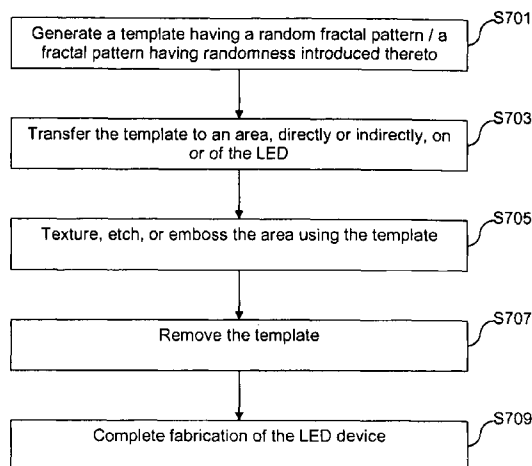 S701
Generate a template having a random fractal pattern / a
fractal pattern having randomness introduced thereto
S703
Transfer the template to an area, directly or indirectly, on
or of the LED
S705
Texture, etch, or emboss the area using the template
S707
Remove the template
S709
Complete fabrication of the LED device